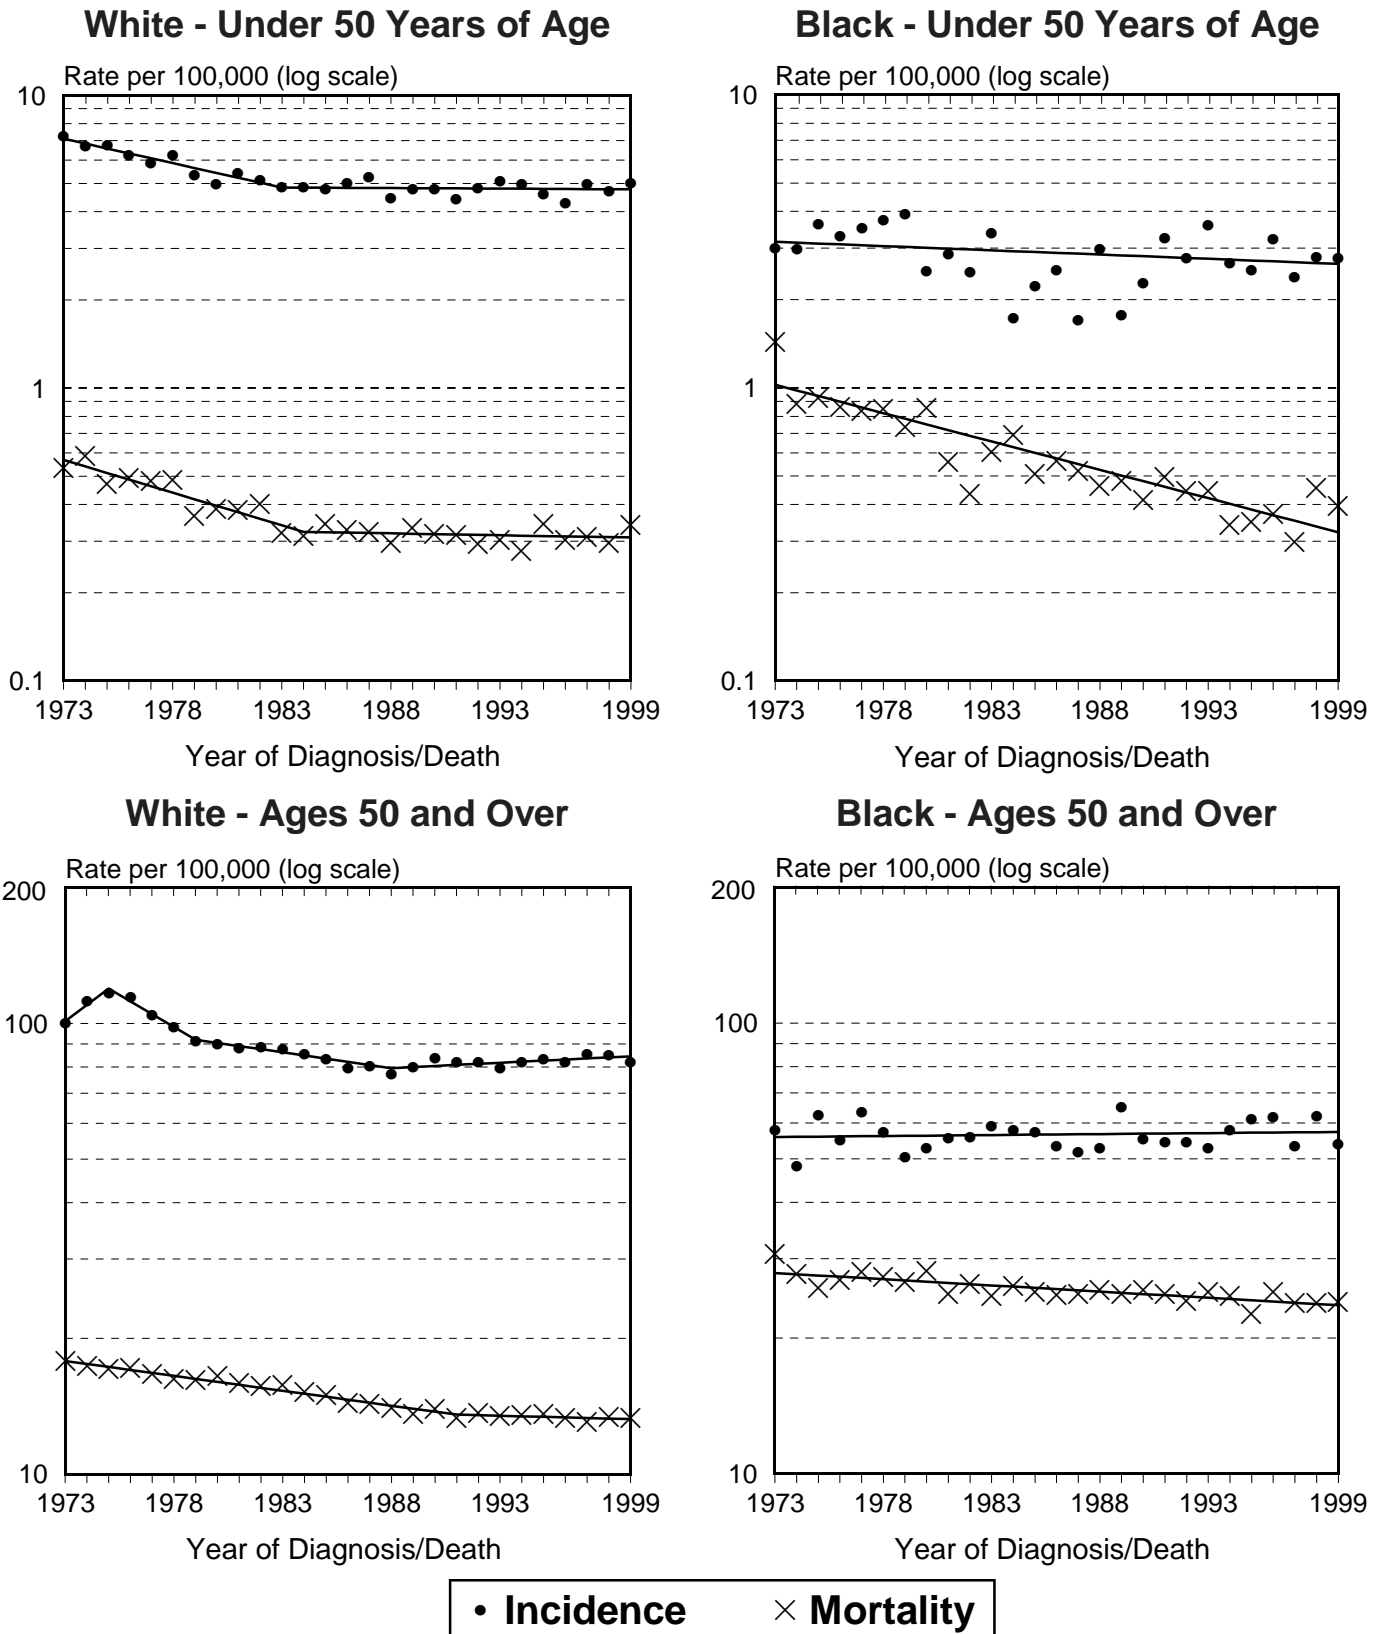 White - Under 50 Years of Age
Rate per 100,000 (log scale)
10
1
0.1
1973 1978 1983 1988 1993 1999
Year of Diagnosis/Death
Black - Under 50 Years of Age
Rate per 100,000 (log scale)
10
1
0.1
1973 1978 1983 1988 1993 1999
Year of Diagnosis/Death
White - Ages 50 and Over
Rate per 100,000 (log scale)
200
100
10
1973 1978 1983 1988 1993 1999
Year of Diagnosis/Death
Black - Ages 50 and Over
Rate per 100,000 (log scale)
200
100
10
1973 1978 1983 1988 1993 1999
Year of Diagnosis/Death
Incidence Mortality